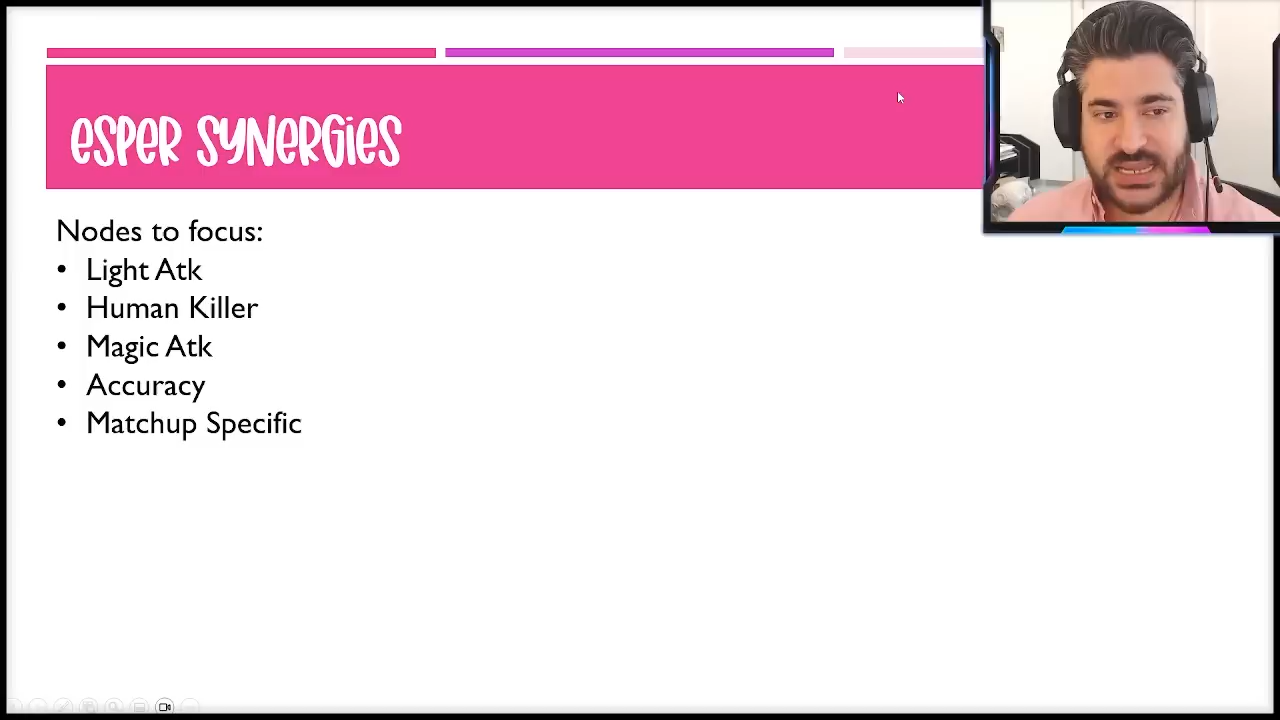 ESPER SYNERGIES
Nodes to focus:
• Light Atk
• Human Killer
• Magic Atk
• Accuracy
• Matchup Specific